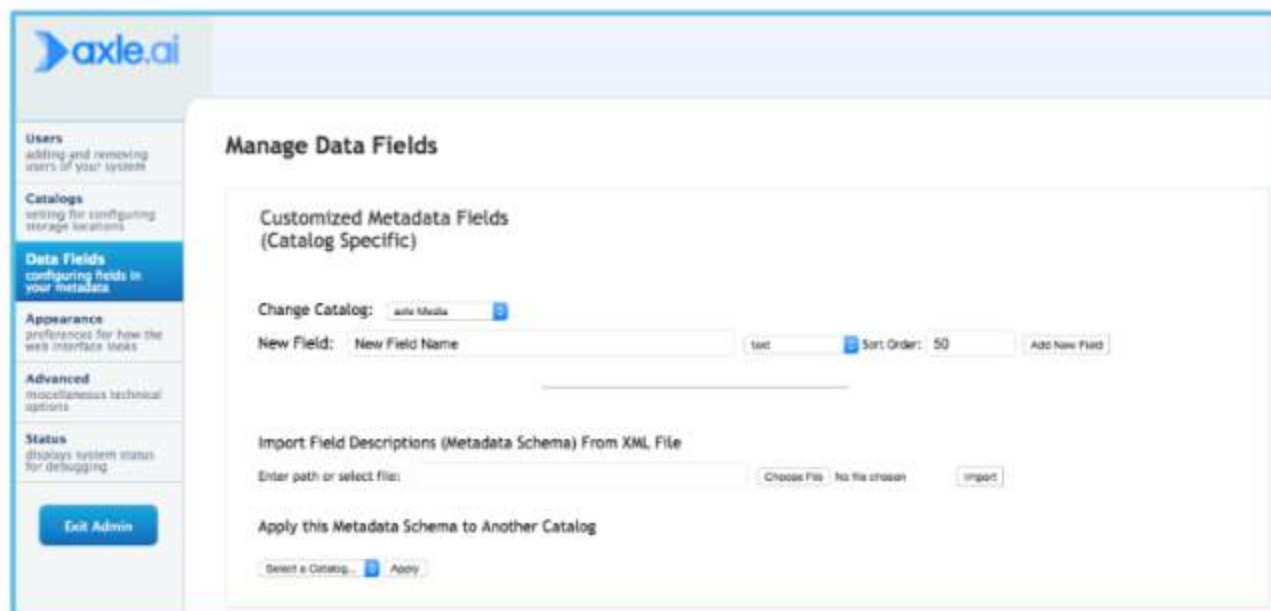 axle.ai
Users
adding and removing
users of your system
Catalogs
setting for configuring
storage locations
Data Fields
configuring fields in
your metadata
Appearance
preferences for how the
web interface looks
Advanced
miscellaneous technical
options
Status
displays system status
for debugging
Exit Admin
Manage Data Fields
Customized Metadata Fields
(Catalog Specific)
Change Catalog: axle Media
New Field: New Field Name text Sort Order: 50 Add New Field
Import Field Descriptions (Metadata Schema) From XML File
Enter path or select file: Choose File No file chosen Import
Apply this Metadata Schema to Another Catalog
Select a Catalog... Apply